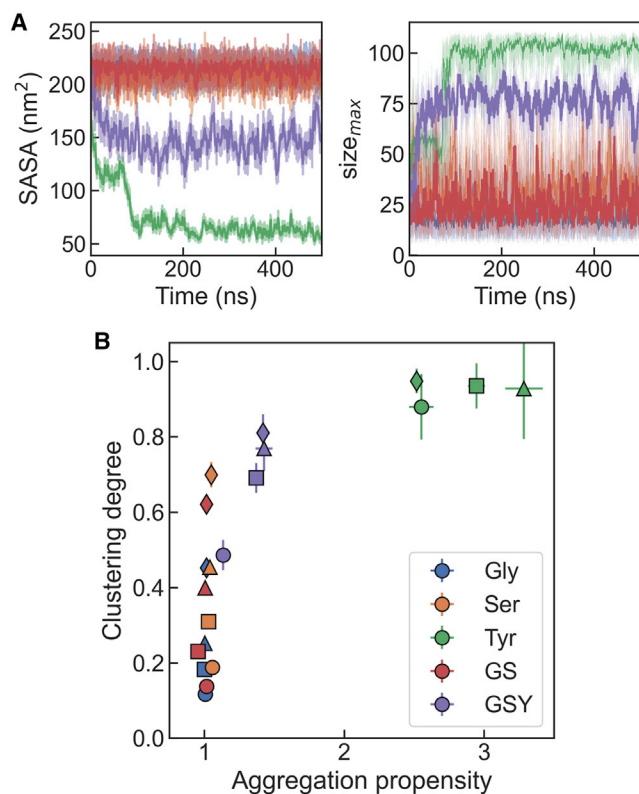 A
SASA (nm²)
250
200
150
100
50
0
200
400
Time (ns)
size_max
100
75
50
25
0
0
200
400
Time (ns)
B
Clustering degree
1.0
0.8
0.6
0.4
0.2
0.0
1
2
3
Aggregation propensity
Gly
Ser
Tyr
GS
GSY